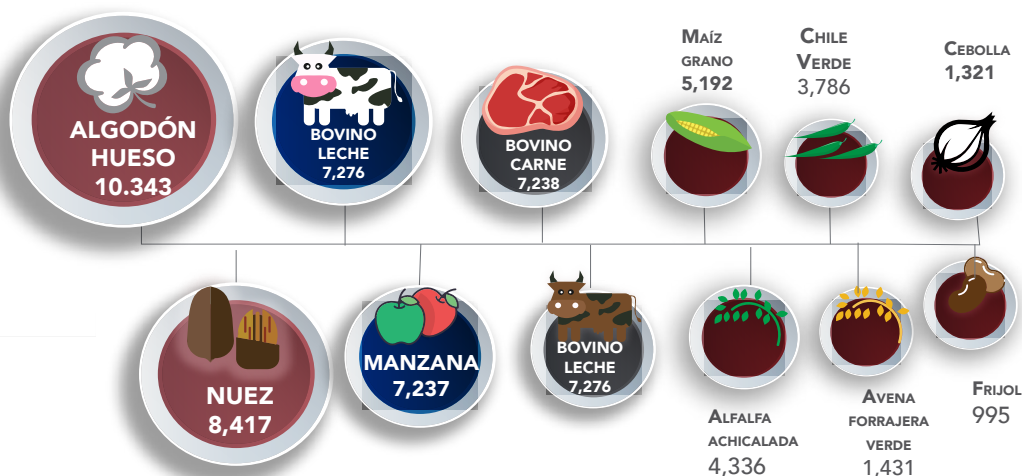 ALGODÓN
HUESO
10.343
BOVINO
LECHE
7,276
BOVINO
CARNE
7,238
MAÍZ
GRANO
5,192
CHILE
VERDE
3,786
CEBOLLA
1,321
NUEZ
8,417
MANZANA
7,237
BOVINO
LECHE
7,276
ALFALFA
ACHICALADA
4,336
AVENA
FORRAJERA
VERDE
1,431
FRIJOL
995